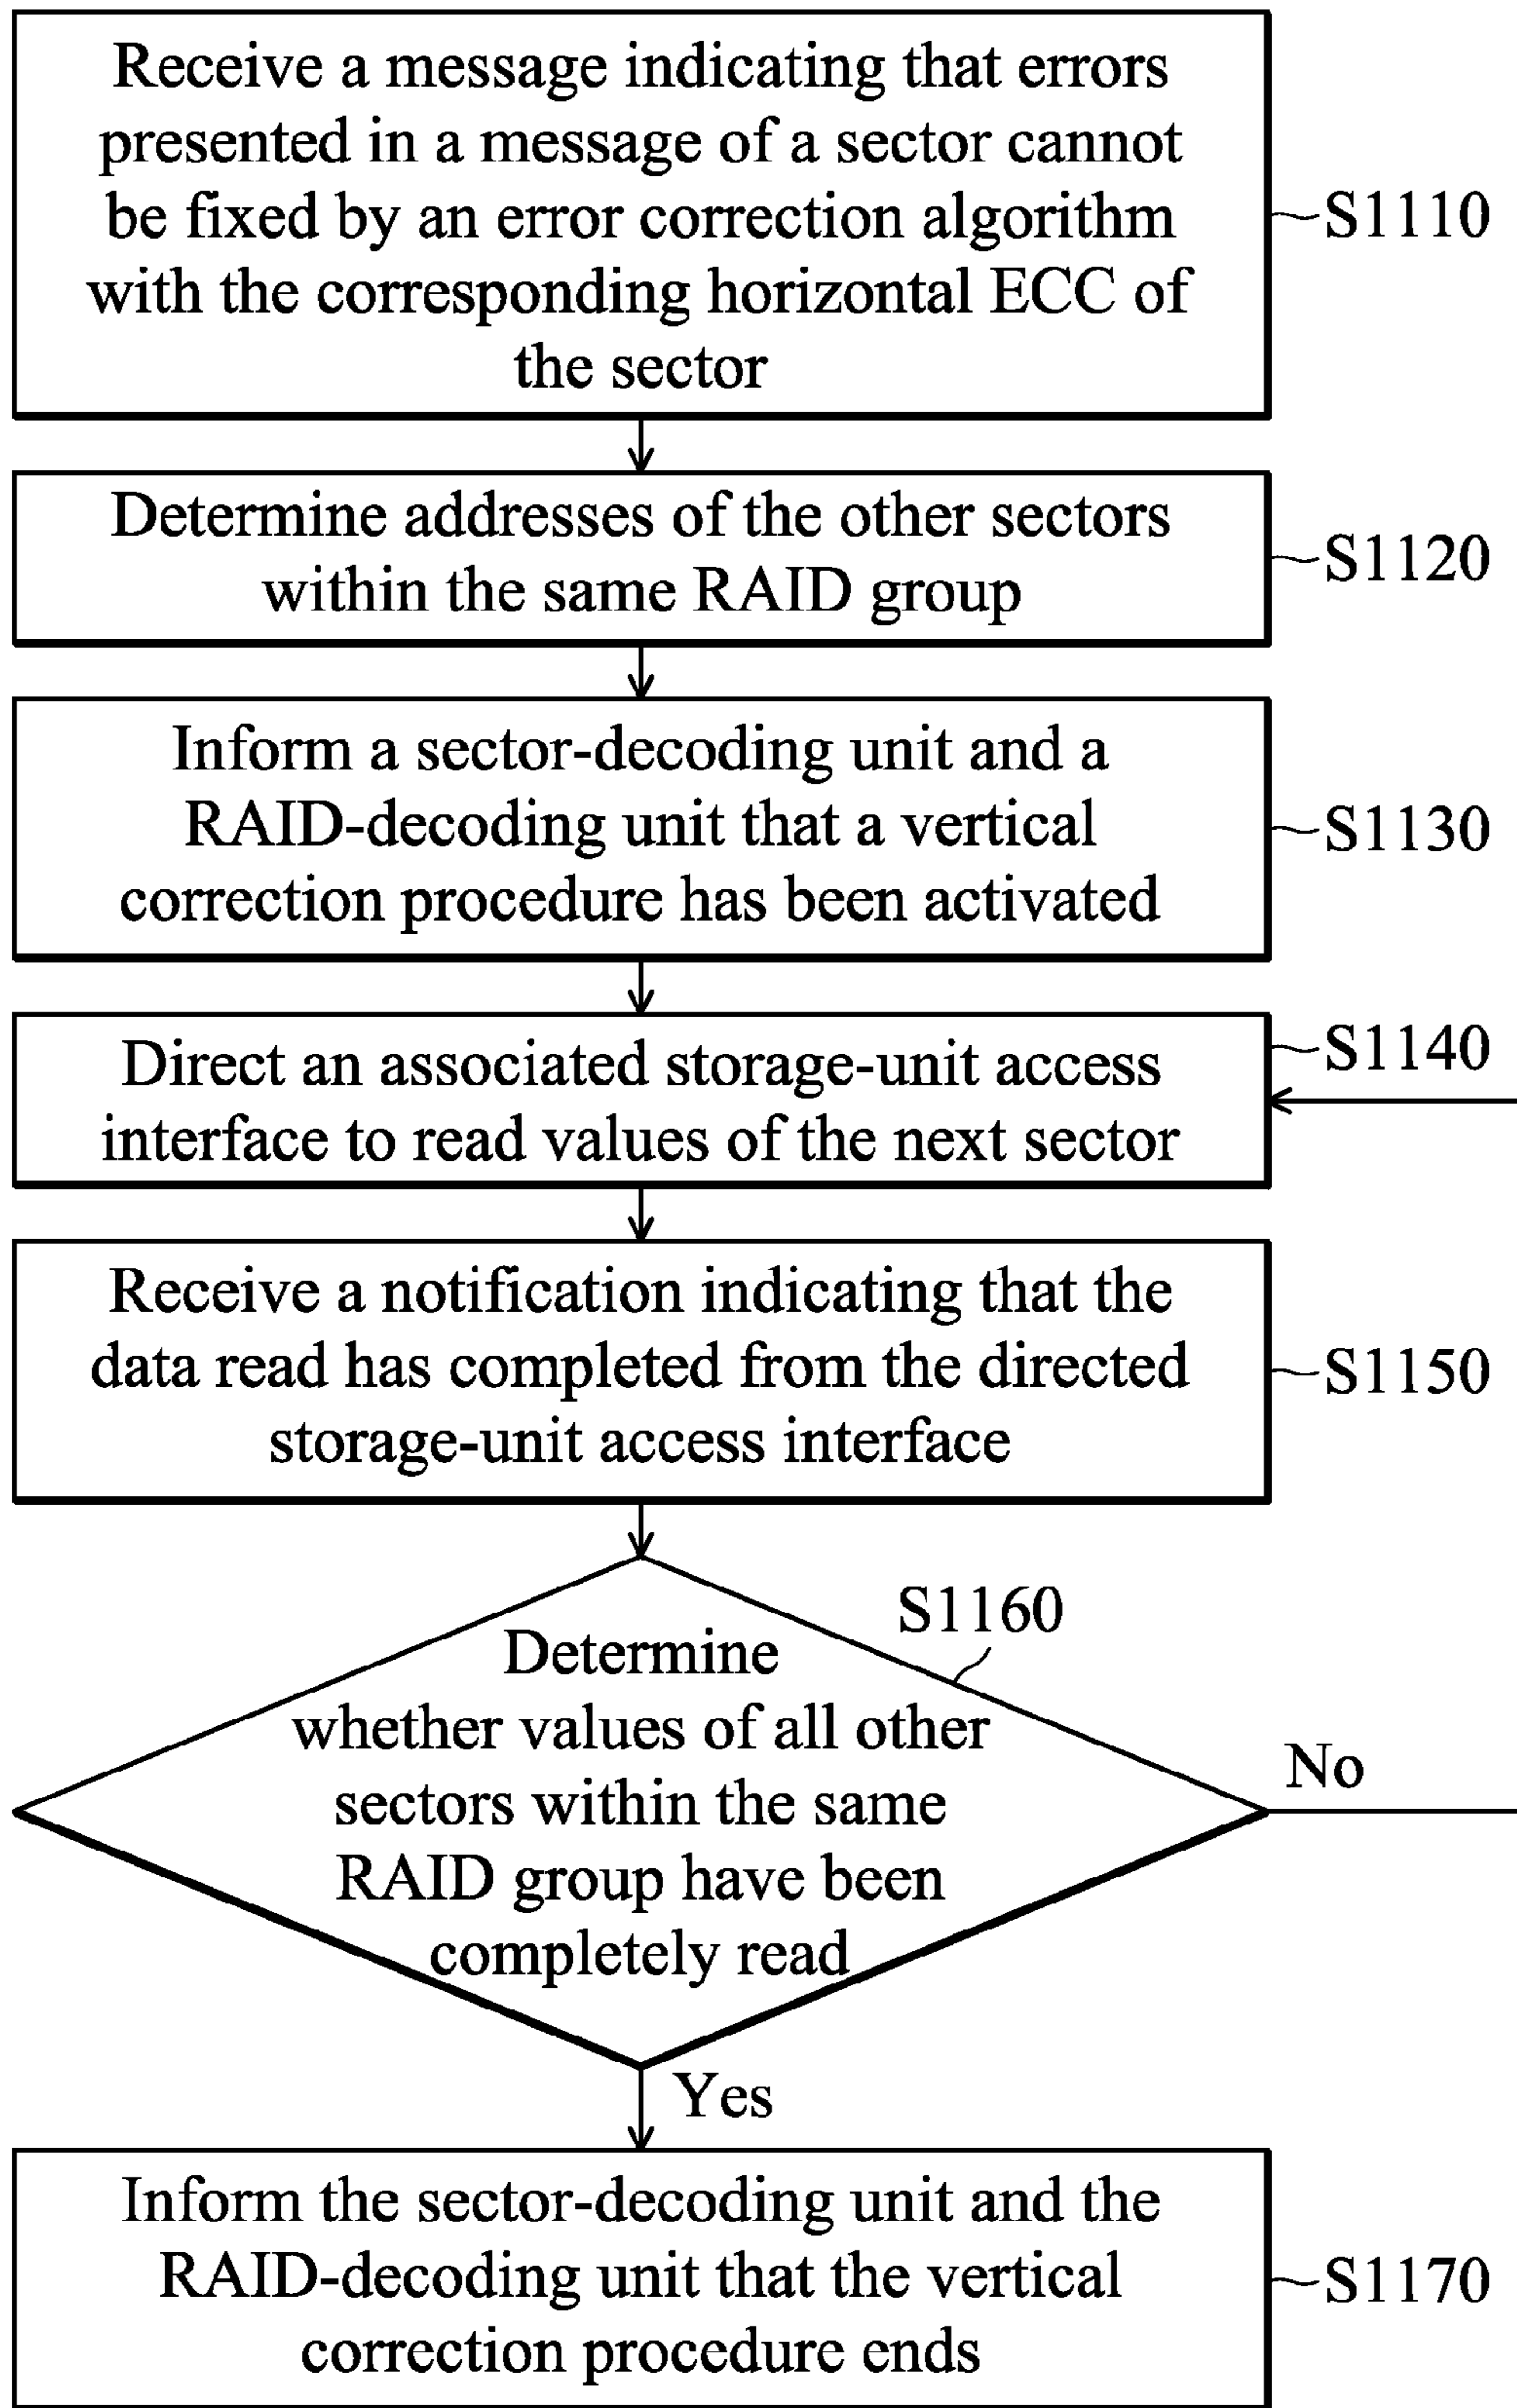 Receive a message indicating that errors
presented in a message of a sector cannot
be fixed by an error correction algorithm
with the corresponding horizontal ECC of
the sector
S1110
Determine addresses of the other sectors
within the same RAID group
S1120
Inform a sector-decoding unit and a
RAID-decoding unit that a vertical
correction procedure has been activated
S1130
Direct an associated storage-unit access
interface to read values of the next sector
S1140
Receive a notification indicating that the
data read has completed from the directed
storage-unit access interface
S1150
S1160
Determine
whether values of all other
sectors within the same
RAID group have been
completely read
No
Yes
Inform the sector-decoding unit and the
RAID-decoding unit that the vertical
correction procedure ends
S1170